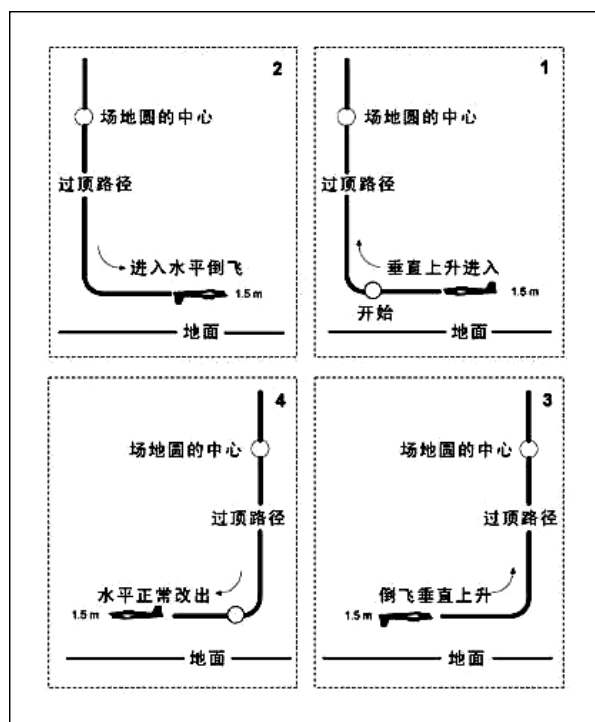 2
场地圆的中心
过顶路径
进入水平倒飞
1.5 m
地面
1
场地圆的中心
过顶路径
垂直上升进入
1.5 m
开始
地面
4
场地圆的中心
过顶路径
水平正常改出
1.5 m
地面
3
场地圆的中心
过顶路径
倒飞垂直上升
1.5 m
地面